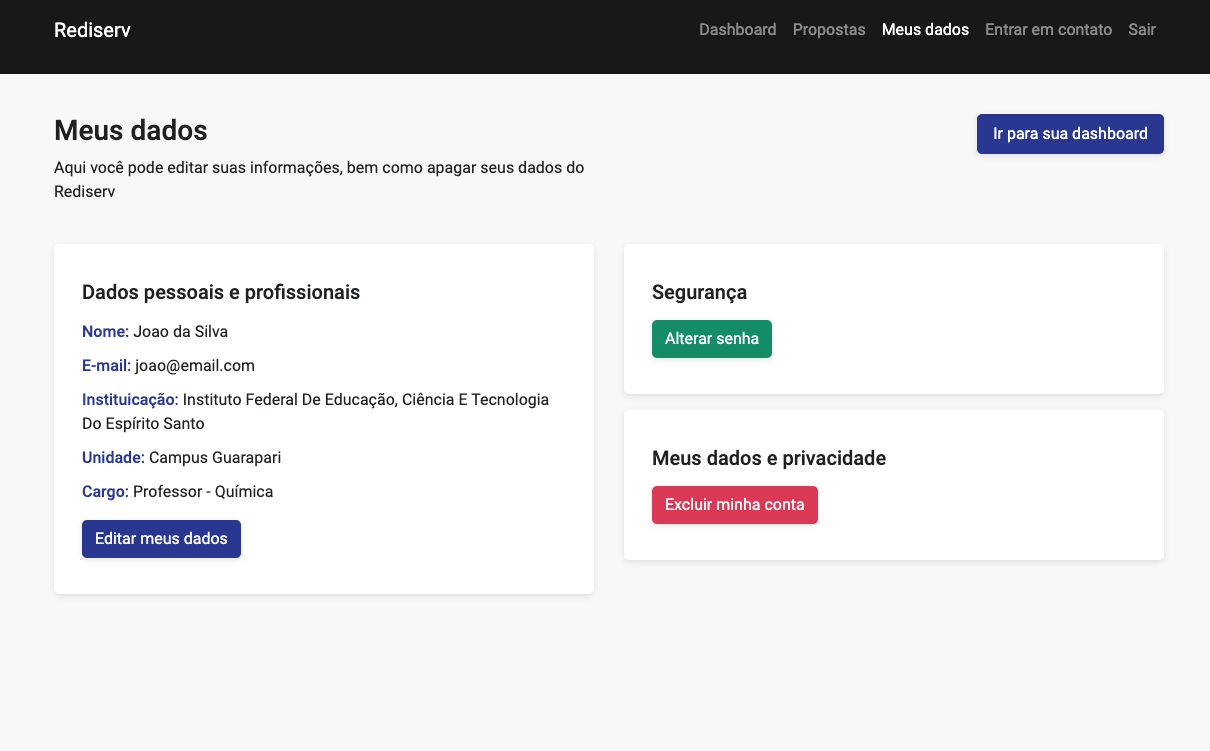 Rediserv
Dashboard Propostas Meus dados Entrar em contato Sair
Meus dados
Ir para sua dashboard
Aqui você pode editar suas informações, bem como apagar seus dados do
Rediserv
Dados pessoais e profissionais
Nome: Joao da Silva
E-mail: joao@email.com
Instituicação: Instituto Federal De Educação, Ciência E Tecnologia
Do Espírito Santo
Unidade: Campus Guarapari
Cargo: Professor - Química
Editar meus dados
Segurança
Alterar senha
Meus dados e privacidade
Excluir minha conta